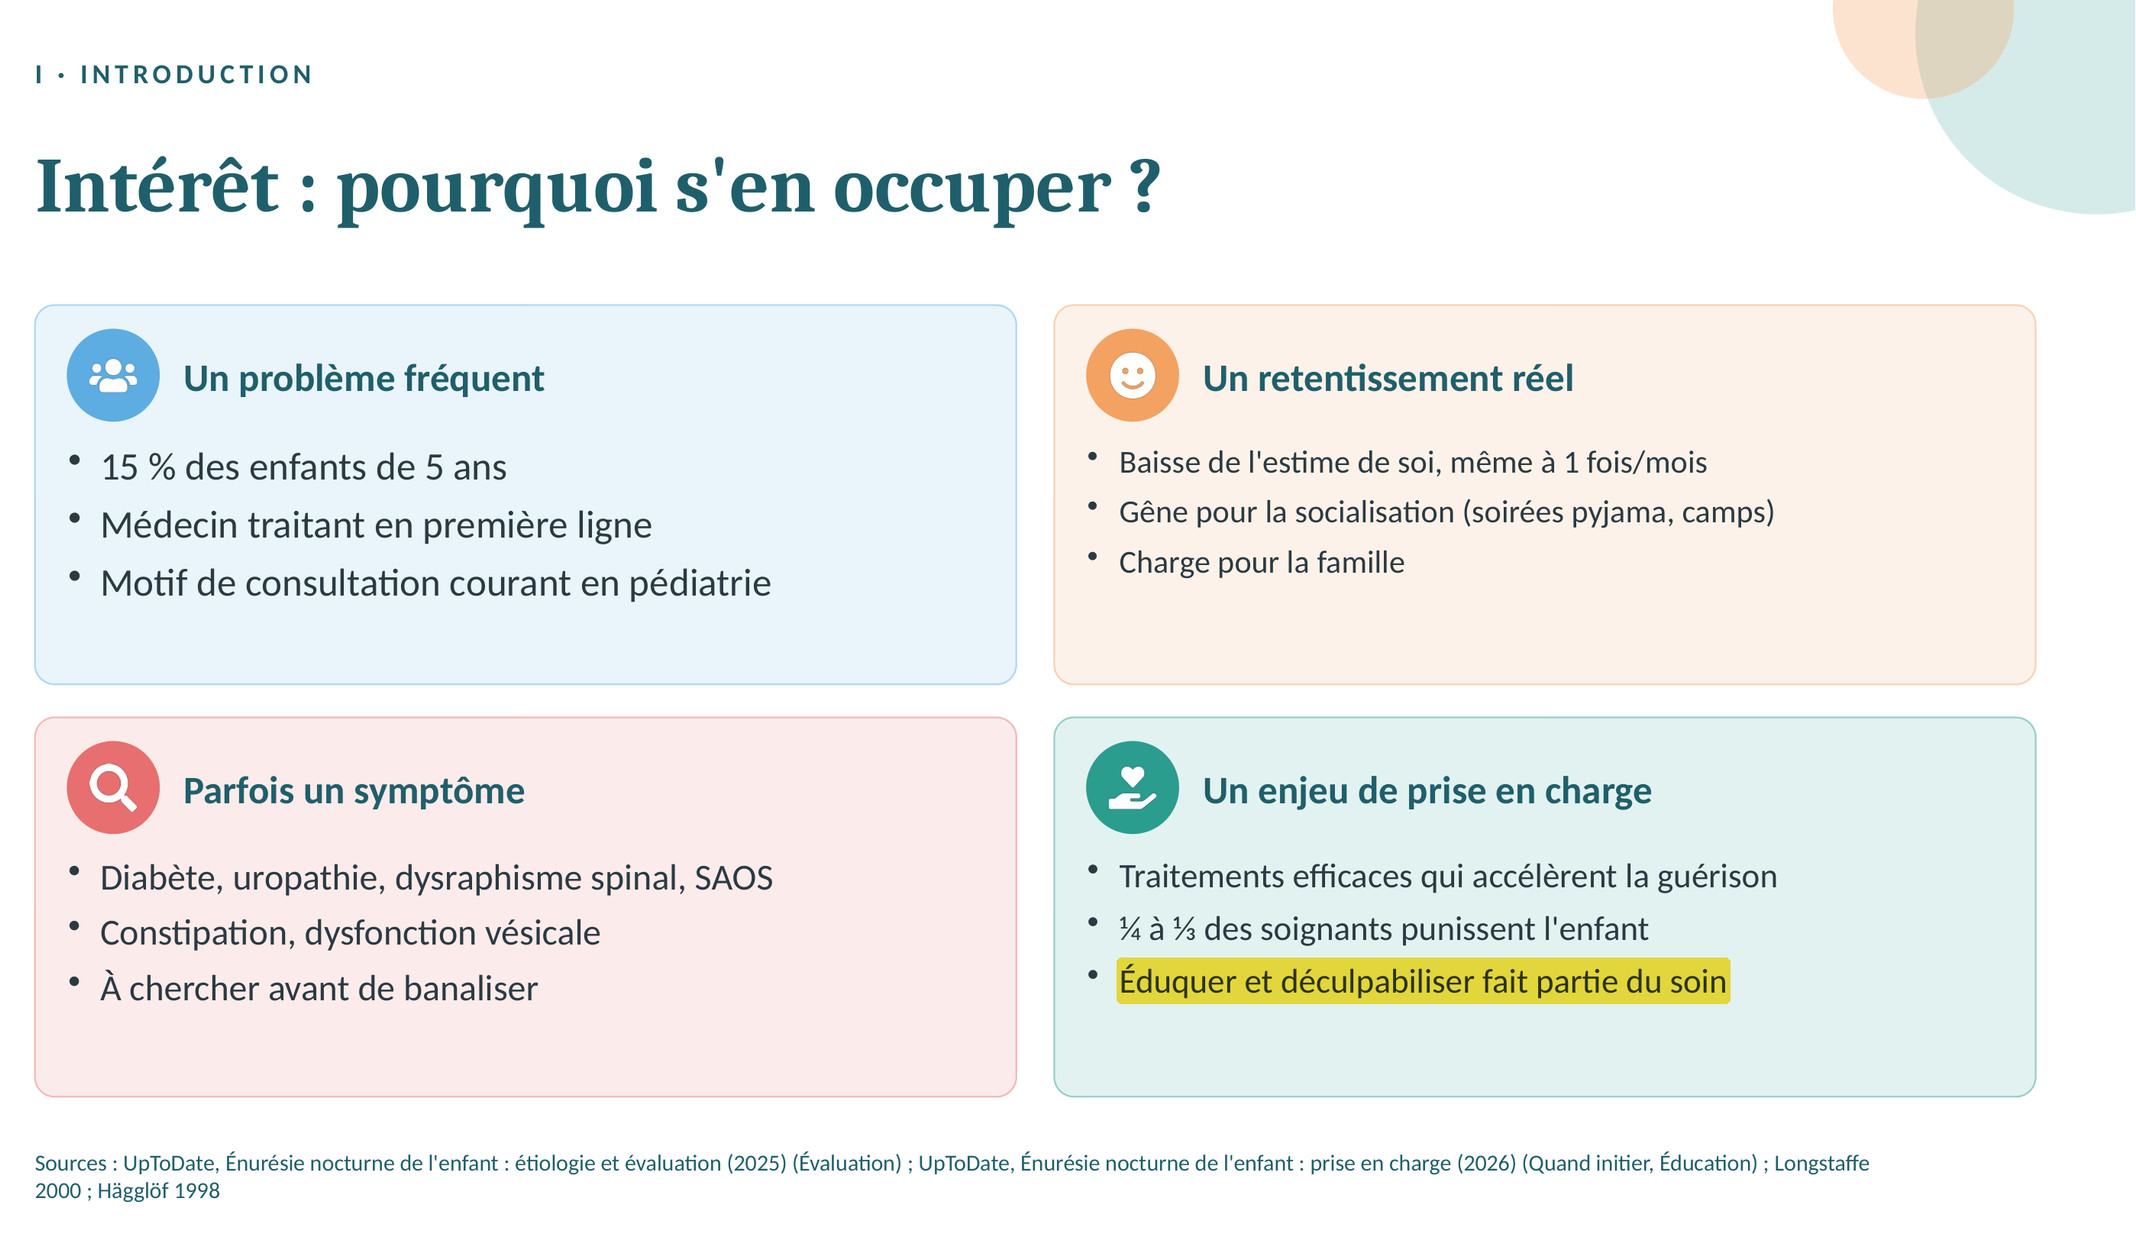 I · INTRODUCTION
Intérêt : pourquoi s'en occuper ?
Un problème fréquent
• 15 % des enfants de 5 ans
• Médecin traitant en première ligne
• Motif de consultation courant en pédiatrie
Un retentissement réel
• Baisse de l'estime de soi, même à 1 fois/mois
• Gêne pour la socialisation (soirées pyjama, camps)
• Charge pour la famille
Parfois un symptôme
• Diabète, uropathie, dysraphisme spinal, SAOS
• Constipation, dysfonction vésicale
• À chercher avant de banaliser
Un enjeu de prise en charge
• Traitements efficaces qui accélèrent la guérison
• ¼ à ⅓ des soignants punissent l'enfant
• Éduquer et déculpabiliser fait partie du soin
Sources : UpToDate, Énurésie nocturne de l'enfant : étiologie et évaluation (2025) (Évaluation) ; UpToDate, Énurésie nocturne de l'enfant : prise en charge (2026) (Quand initier, Éducation) ; Longstaffe
2000 ; Hägglöf 1998